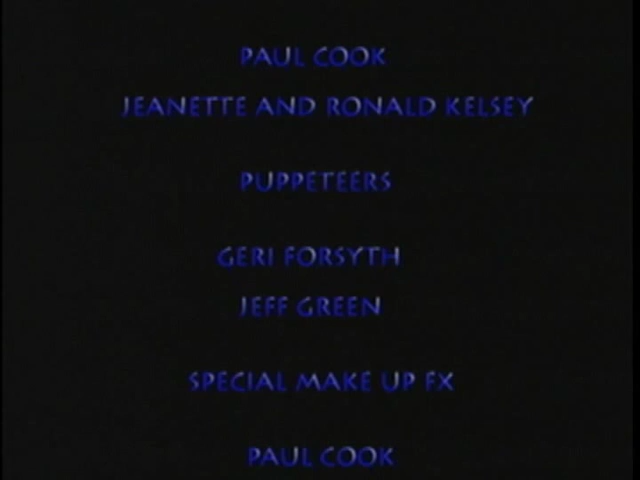 PAUL COOK
JEANETTE AND RONALD KELSEY
PUPPETEERS
GERI FORSYTH
JEFF GREEN
SPECIAL MAKE UP FX
PAUL COOK